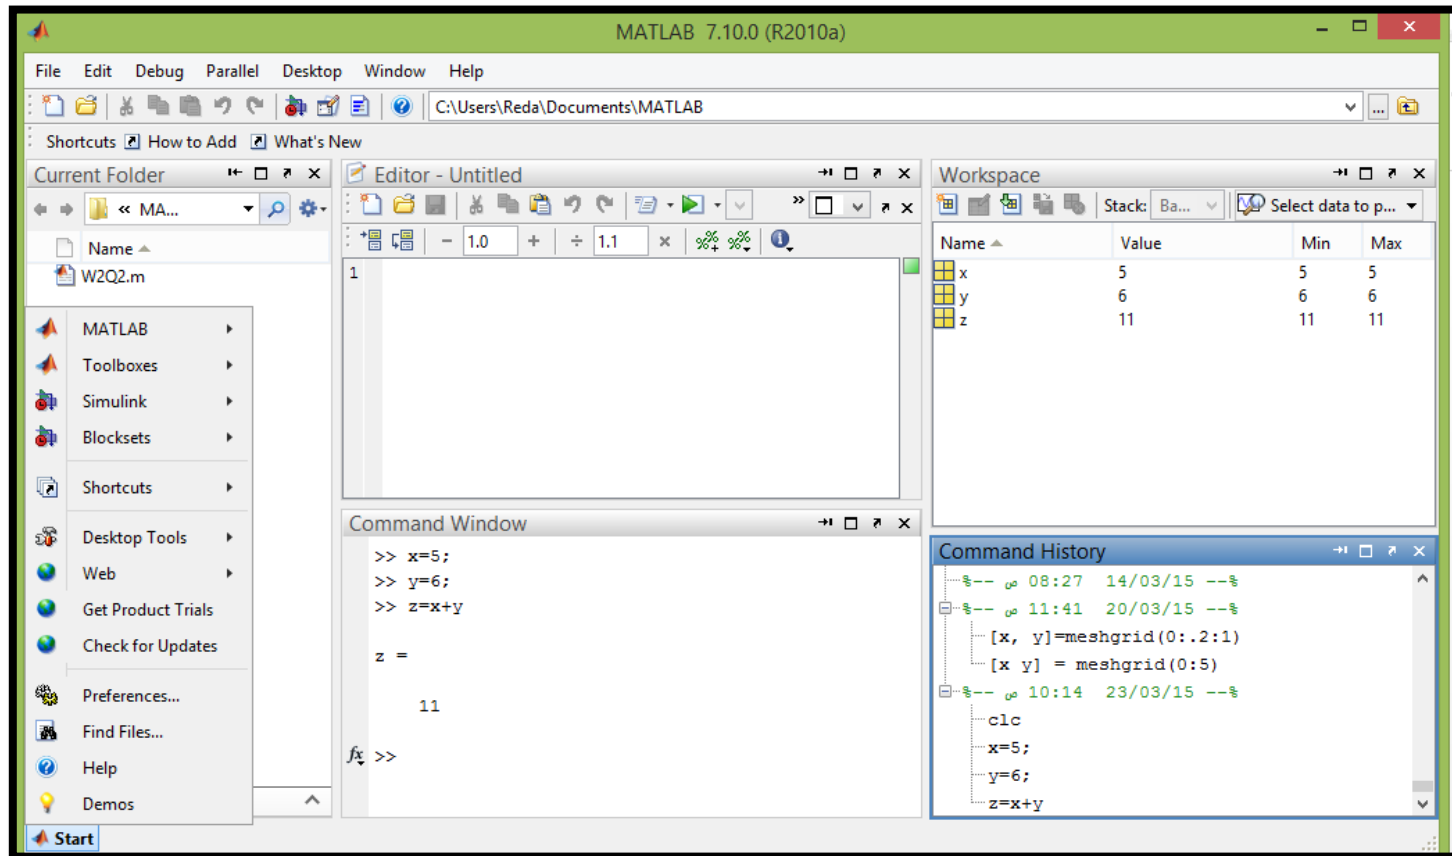 MATLAB 7.10.0 (R2010a)
File Edit Debug Parallel Desktop Window Help
C:\Users\Reda\Documents\MATLAB
Shortcuts How to Add What's New
Current Folder
« MA...
Name
W2Q2.m
MATLAB
Toolboxes
Simulink
Blocksets
Shortcuts
Desktop Tools
Web
Get Product Trials
Check for Updates
Preferences...
Find Files...
Help
Demos
Start
Editor - Untitled
1.0 1.1
1
Command Window
>> x=5;
>> y=6;
>> z=x+y
z =
11
fx >>
Workspace
Stack: Ba... Select data to p...
Name Value Min Max
x 5 5 5
y 6 6 6
z 11 11 11
Command History
%-- ص 08:27 14/03/15 --%
%-- ص 11:41 20/03/15 --%
[x, y]=meshgrid(0:.2:1)
[x y] = meshgrid(0:5)
%-- ص 10:14 23/03/15 --%
clc
x=5;
y=6;
z=x+y